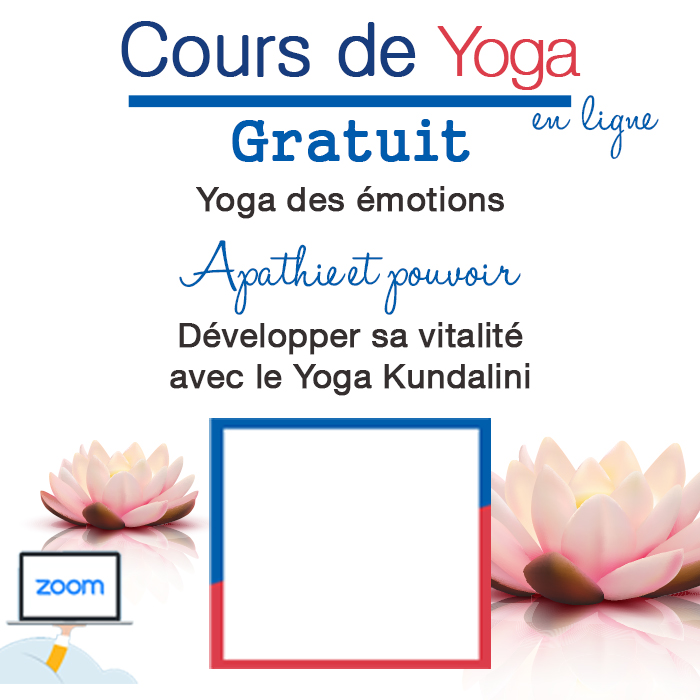 Cours de Yoga
en ligne
Gratuit
Yoga des émotions
Apathie et pouvoir
Développer sa vitalité
avec le Yoga Kundalini
zoom